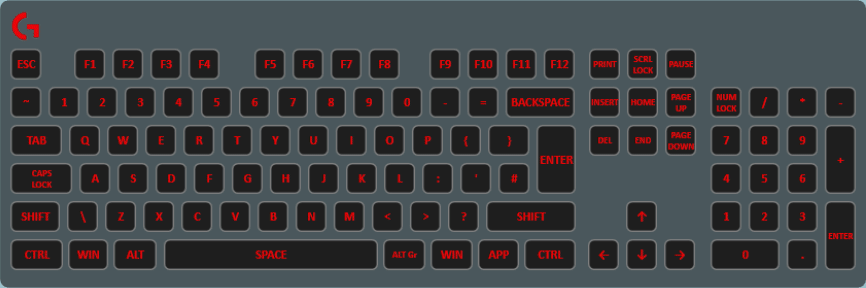 ESC F1 F2 F3 F4 F5 F6 F7 F8 F9 F10 F11 F12 PRINT SCRL LOCK PAUSE
~ 1 2 3 4 5 6 7 8 9 0 - = BACKSPACE INSERT HOME PAGE UP NUM LOCK / * -
TAB Q W E R T Y U I O P { } ENTER DEL END PAGE DOWN 7 8 9 +
CAPS LOCK A S D F G H J K L : ' # 4 5 6
SHIFT \ Z X C V B N M < > ? SHIFT ↑ 1 2 3 ENTER
CTRL WIN ALT SPACE ALT Gr WIN APP CTRL ← ↓ → 0 .